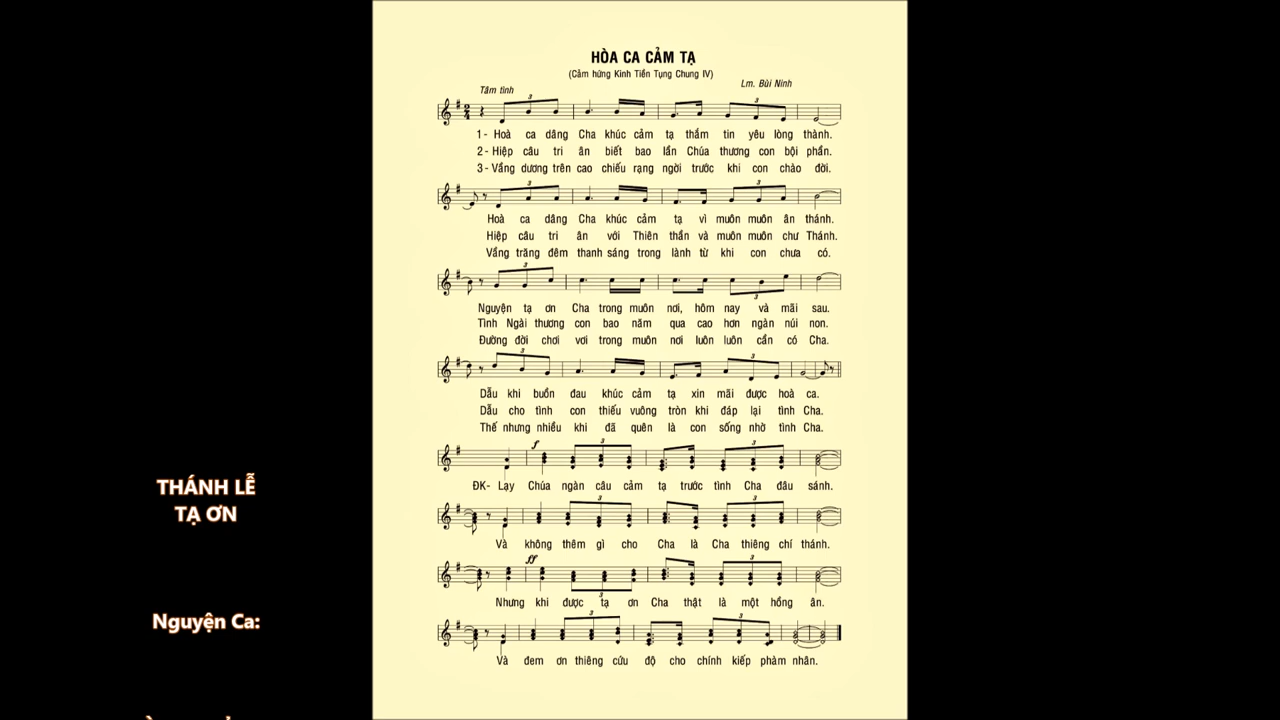 HÒA CA CẢM TẠ
(Cảm hứng Kinh Tiền Tụng Chung IV)
Lm. Bùi Ninh
Tâm tình
1- Hoà ca dâng Cha khúc cảm tạ thắm tin yêu lòng thành.
2- Hiệp câu tri ân biết bao lần Chúa thương con bội phần.
3- Vầng dương trên cao chiếu rạng ngời trước khi con chào đời.
Hoà ca dâng Cha khúc cảm tạ vì muôn muôn ân thánh.
Hiệp câu tri ân với Thiên thần và muôn muôn chư Thánh.
Vầng trăng đêm thanh sáng trong lành từ khi con chưa có.
Nguyện tạ ơn Cha trong muôn nơi, hôm nay và mãi sau.
Tình Ngài thương con bao năm qua cao hơn ngàn núi non.
Đường đời chơi vơi trong muôn nơi luôn luôn cần có Cha.
Dẫu khi buồn đau khúc cảm tạ xin mãi được hoà ca.
Dẫu cho tình con thiếu vuông tròn khi đáp lại tình Cha.
Thế nhưng nhiều khi đã quên là con sống nhờ tình Cha.
f
ĐK- Lạy Chúa ngàn câu cảm tạ trước tình Cha đâu sánh.
Và không thêm gì cho Cha là Cha thiêng chí thánh.
ff
Nhưng khi được tạ ơn Cha thật là một hồng ân.
Và đem ơn thiêng cứu độ cho chính kiếp phàm nhân.
THÁNH LỄ
TẠ ƠN
Nguyện Ca: